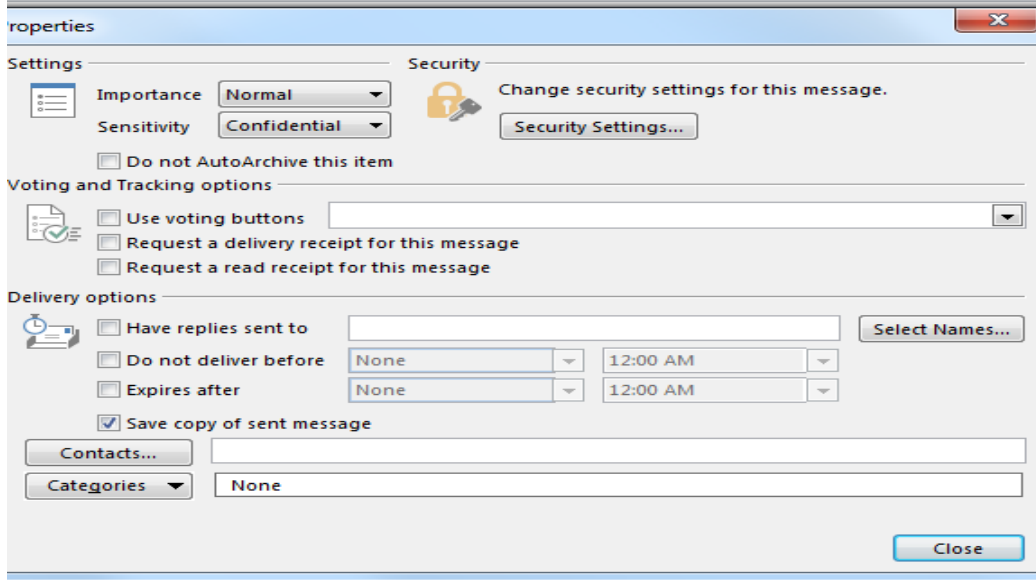 roperties
Settings Security
Importance Normal Change security settings for this message.
Sensitivity Confidential Security Settings...
Do not AutoArchive this item
Voting and Tracking options
Use voting buttons
Request a delivery receipt for this message
Request a read receipt for this message
Delivery options
Have replies sent to Select Names...
Do not deliver before None 12:00 AM
Expires after None 12:00 AM
Save copy of sent message
Contacts...
Categories None
Close